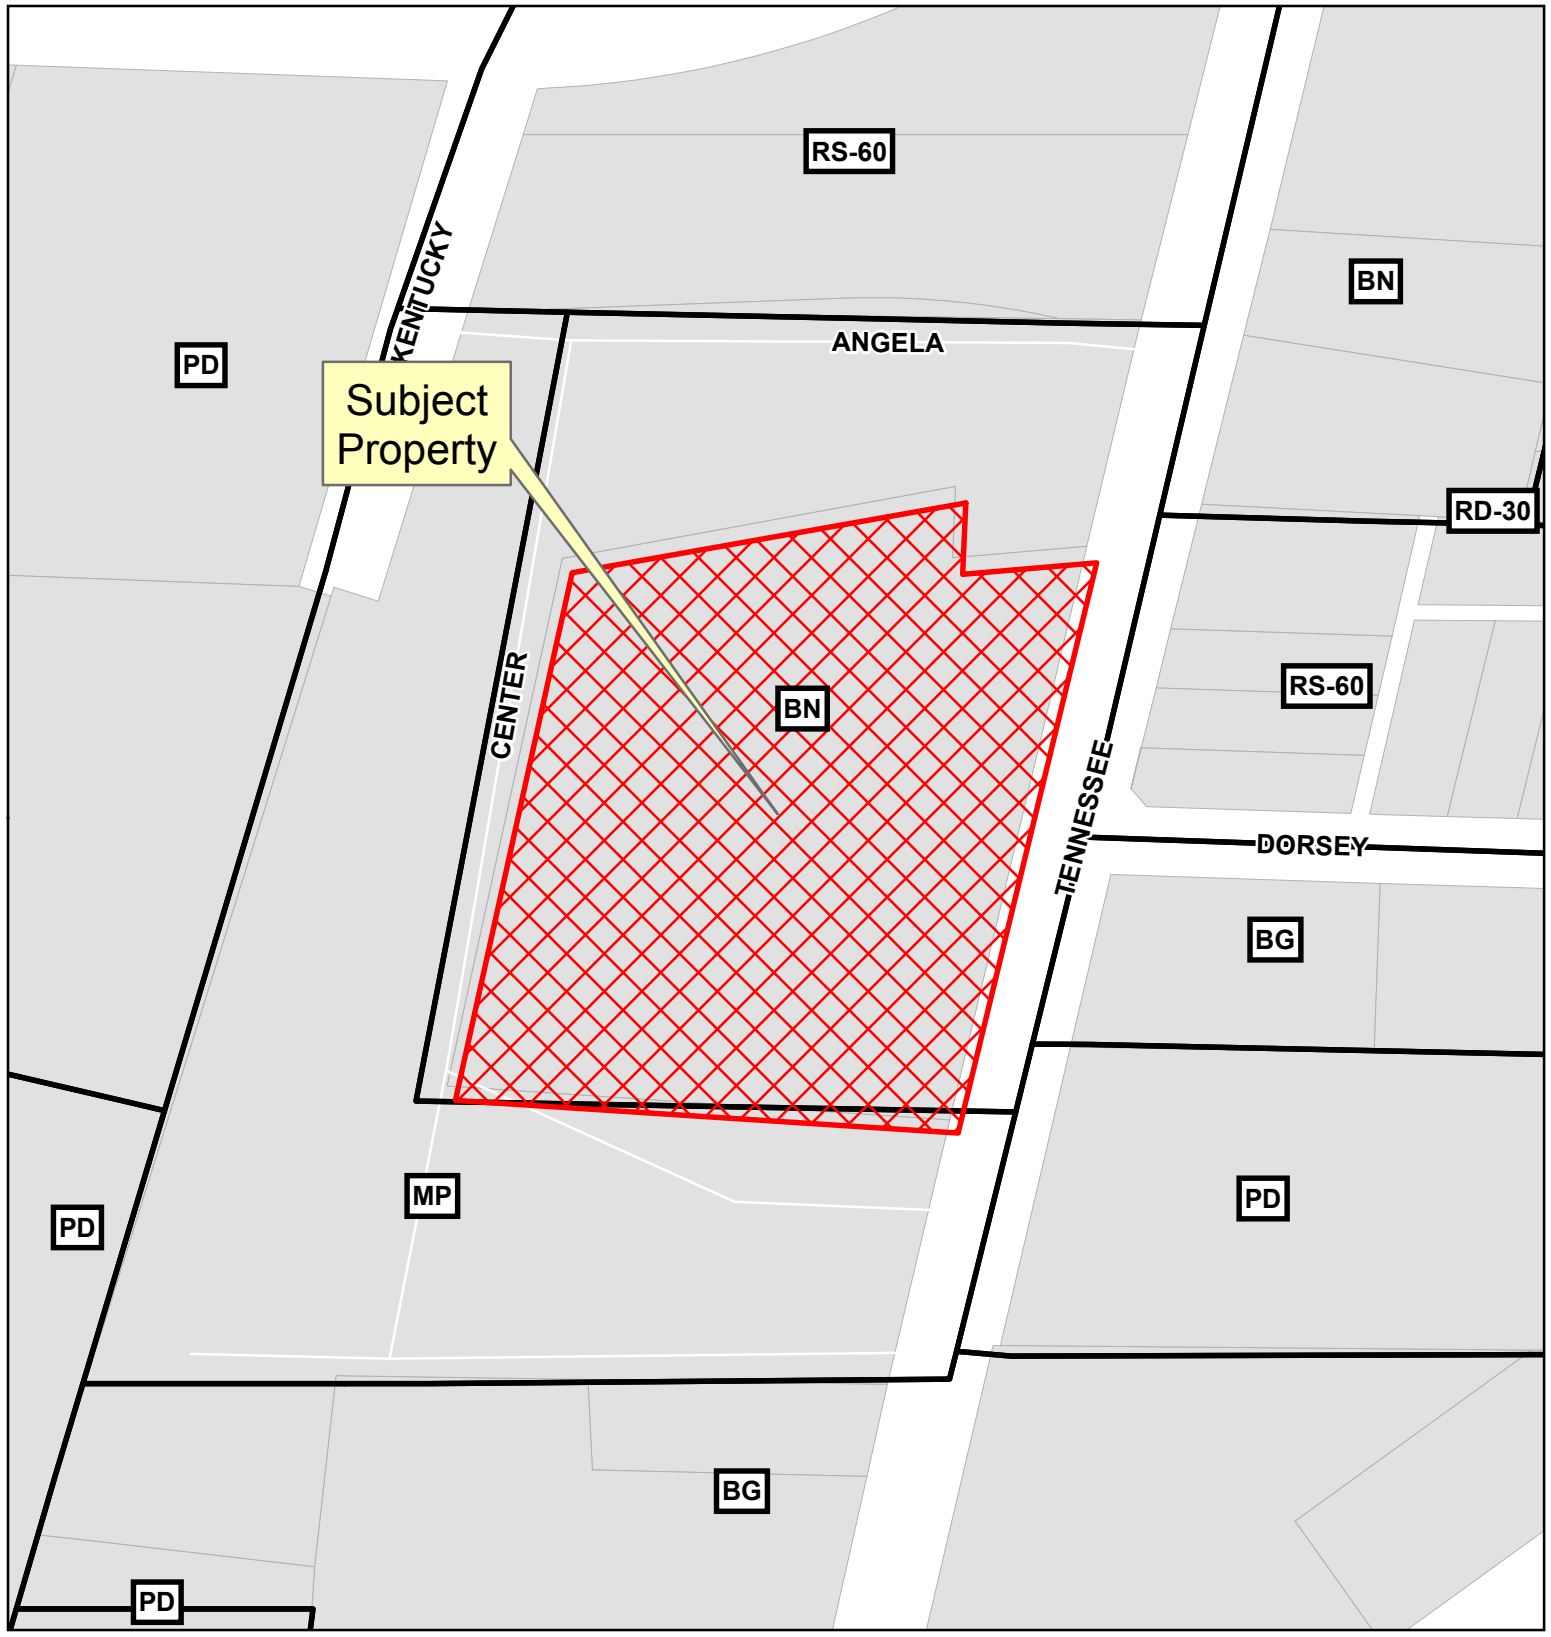 RS-60
KENTUCKY
BN
ANGELA
PD
Subject
Property
RD-30
CENTER
RS-60
BN
TENNESSEE
DORSEY
BG
MP
PD
PD
BG
PD